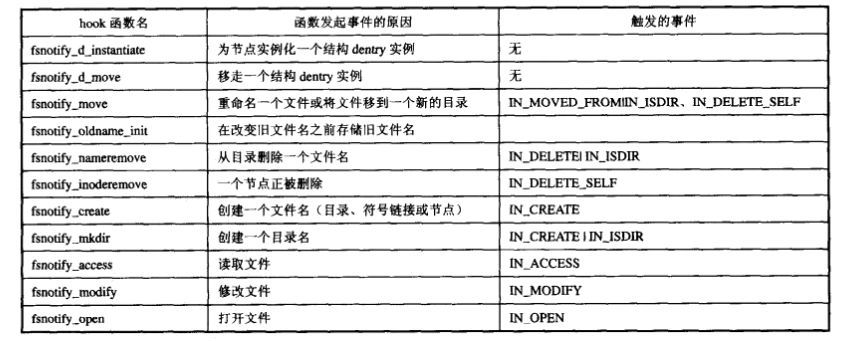 hook 函数名 函数发起事件的原因 触发的事件
fsnotify_d_instantiate 为节点实例化一个结构 dentry 实例 无
fsnotify_d_move 移走一个结构 dentry 实例 无
fsnotify_move 重命名一个文件或将文件移到一个新的目录 IN_MOVED_FROM|IN_ISDIR、IN_DELETE_SELF
fsnotify_oldname_init 在改变旧文件名之前存储旧文件名
fsnotify_nameremove 从目录删除一个文件名 IN_DELETE| IN_ISDIR
fsnotify_inoderemove 一个节点正被删除 IN_DELETE_SELF
fsnotify_create 创建一个文件名（目录、符号链接或节点） IN_CREATE
fsnotify_mkdir 创建一个目录名 IN_CREATE | IN_ISDIR
fsnotify_access 读取文件 IN_ACCESS
fsnotify_modify 修改文件 IN_MODIFY
fsnotify_open 打开文件 IN_OPEN